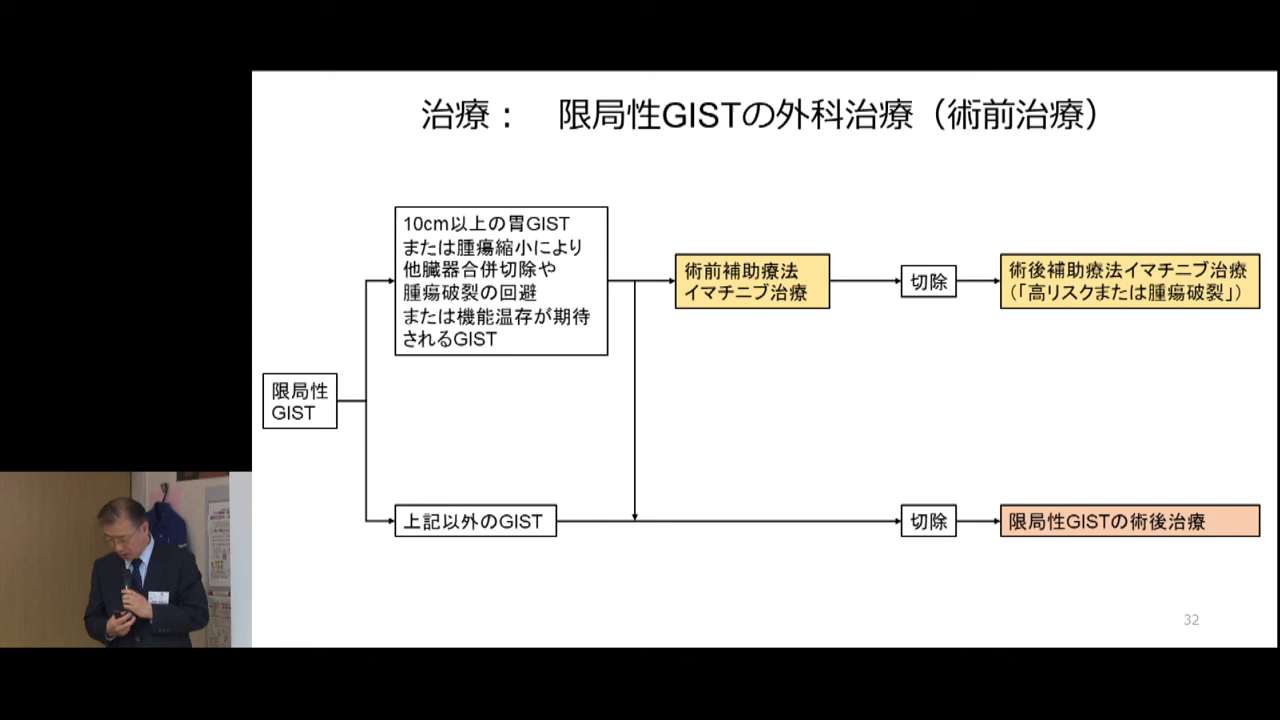 治療： 限局性GISTの外科治療（術前治療）
10cm以上の胃GIST
または腫瘍縮小により
他臓器合併切除や
腫瘍破裂の回避
または機能温存が期待
されるGIST
術前補助療法
イマチニブ治療
切除
術後補助療法イマチニブ治療
（「高リスクまたは腫瘍破裂」）
限局性
GIST
上記以外のGIST
切除
限局性GISTの術後治療
32